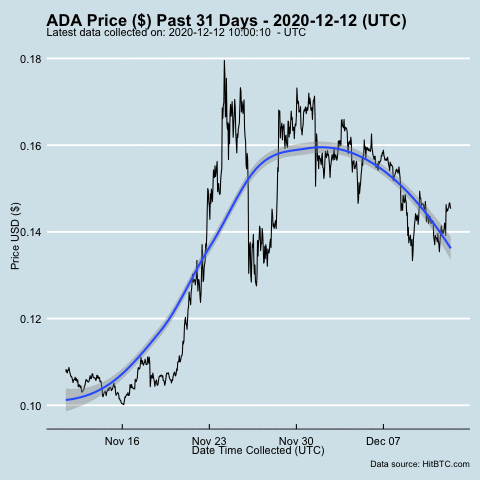 ADA Price ($) Past 31 Days - 2020-12-12 (UTC)
Latest data collected on: 2020-12-12 10:00:10  - UTC
Price USD ($)
0.18
0.16
0.14
0.12
0.10
Nov 16
Nov 23
Nov 30
Dec 07
Date Time Collected (UTC)
Data source: HitBTC.com